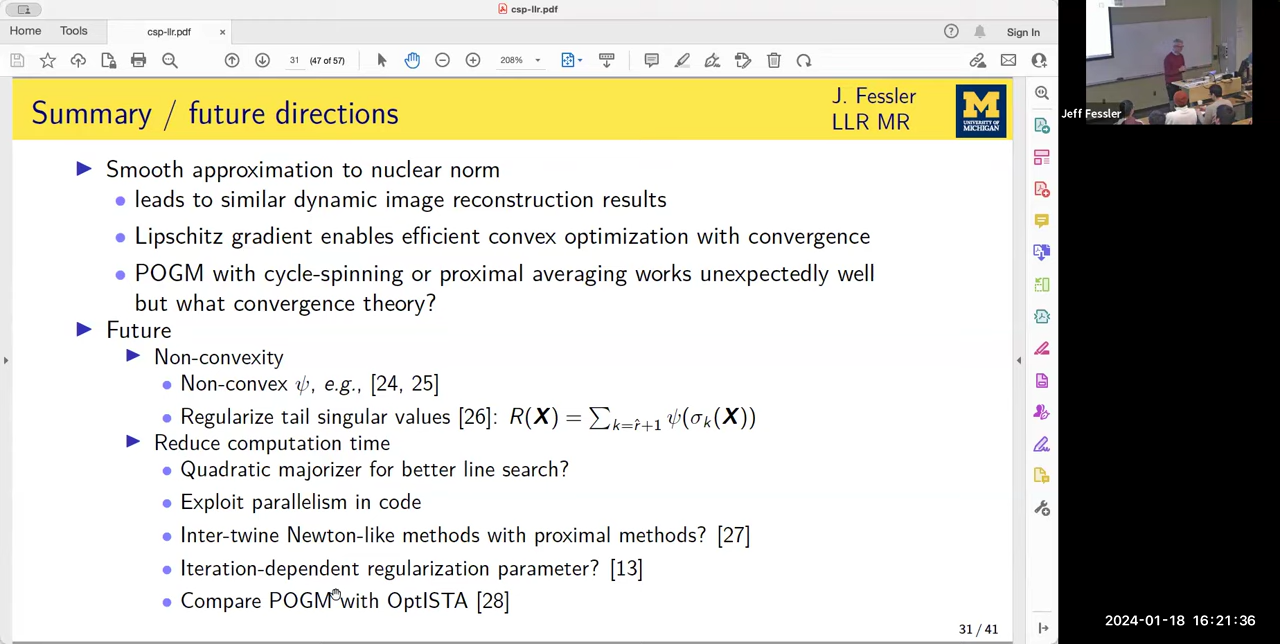 csp-llr.pdf
Home Tools csp-llr.pdf × Sign In
31 (47 of 57) 208%
Summary / future directions
J. Fessler
LLR MR
M
UNIVERSITY OF
MICHIGAN
▶ Smooth approximation to nuclear norm
• leads to similar dynamic image reconstruction results
• Lipschitz gradient enables efficient convex optimization with convergence
• POGM with cycle-spinning or proximal averaging works unexpectedly well
but what convergence theory?
▶ Future
▶ Non-convexity
• Non-convex ψ, e.g., [24, 25]
• Regularize tail singular values [26]: R(X) = ∑_{k=r̂+1} ψ(σ_k(X))
▶ Reduce computation time
• Quadratic majorizer for better line search?
• Exploit parallelism in code
• Inter-twine Newton-like methods with proximal methods? [27]
• Iteration-dependent regularization parameter? [13]
• Compare POGM with OptISTA [28]
31 / 41
Jeff Fessler
2024-01-18 16:21:36